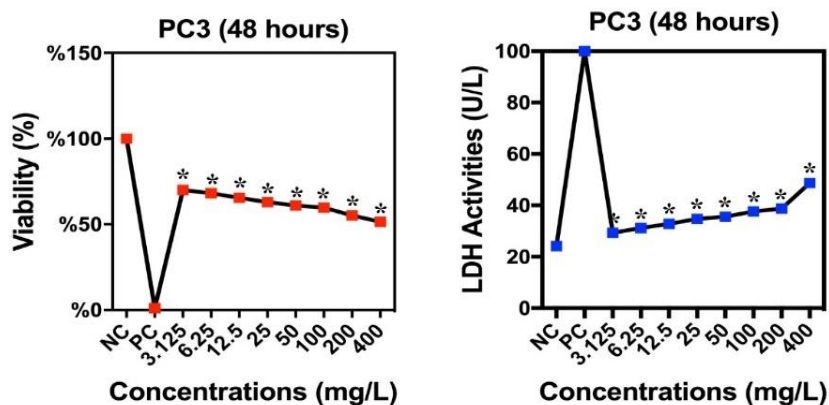 PC3 (48 hours)
Viability (%)
%150
%100
%50
%0
* * * * * * * *
NC PC 3.125 6.25 12.5 25 50 100 200 400
Concentrations (mg/L)
PC3 (48 hours)
LDH Activities (U/L)
100
80
60
40
20
0
* * * * * * * *
NC PC 3.125 6.25 12.5 25 50 100 200 400
Concentrations (mg/L)